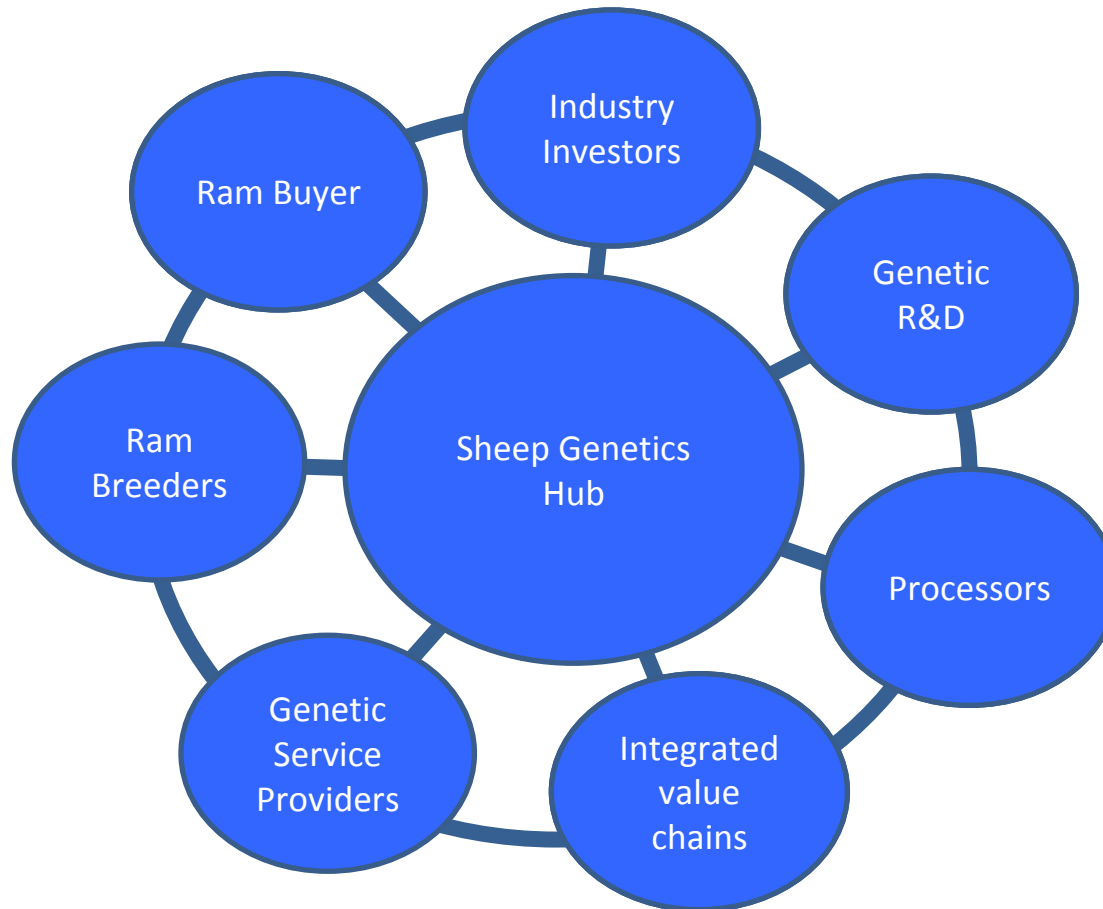 Industry
Investors
Ram Buyer
Genetic
R&D
Ram
Breeders
Sheep Genetics
Hub
Processors
Genetic
Service
Providers
Integrated
value
chains